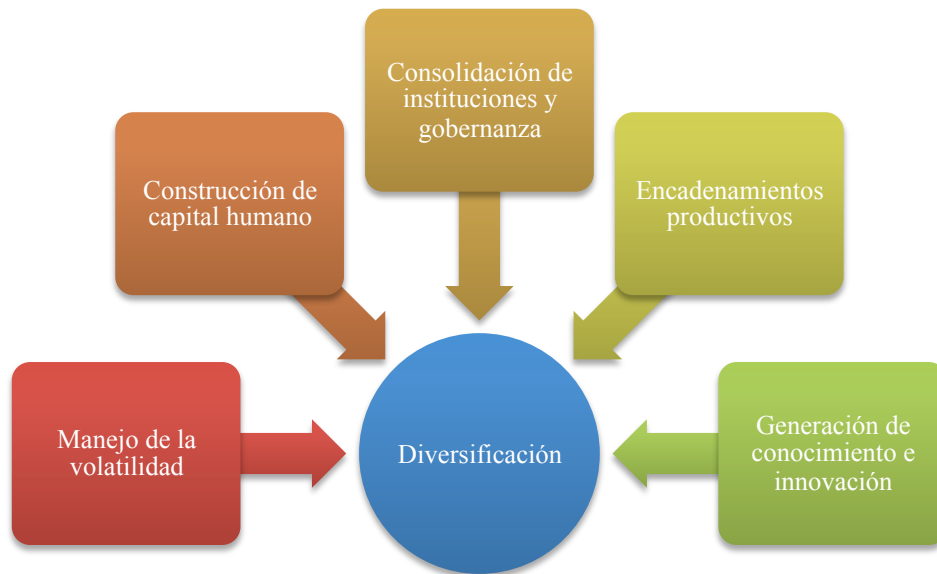 Consolidación de
instituciones y
gobernanza
Construcción de
capital humano
Encadenamientos
productivos
Manejo de la
volatilidad
Diversificación
Generación de
conocimiento e
innovación